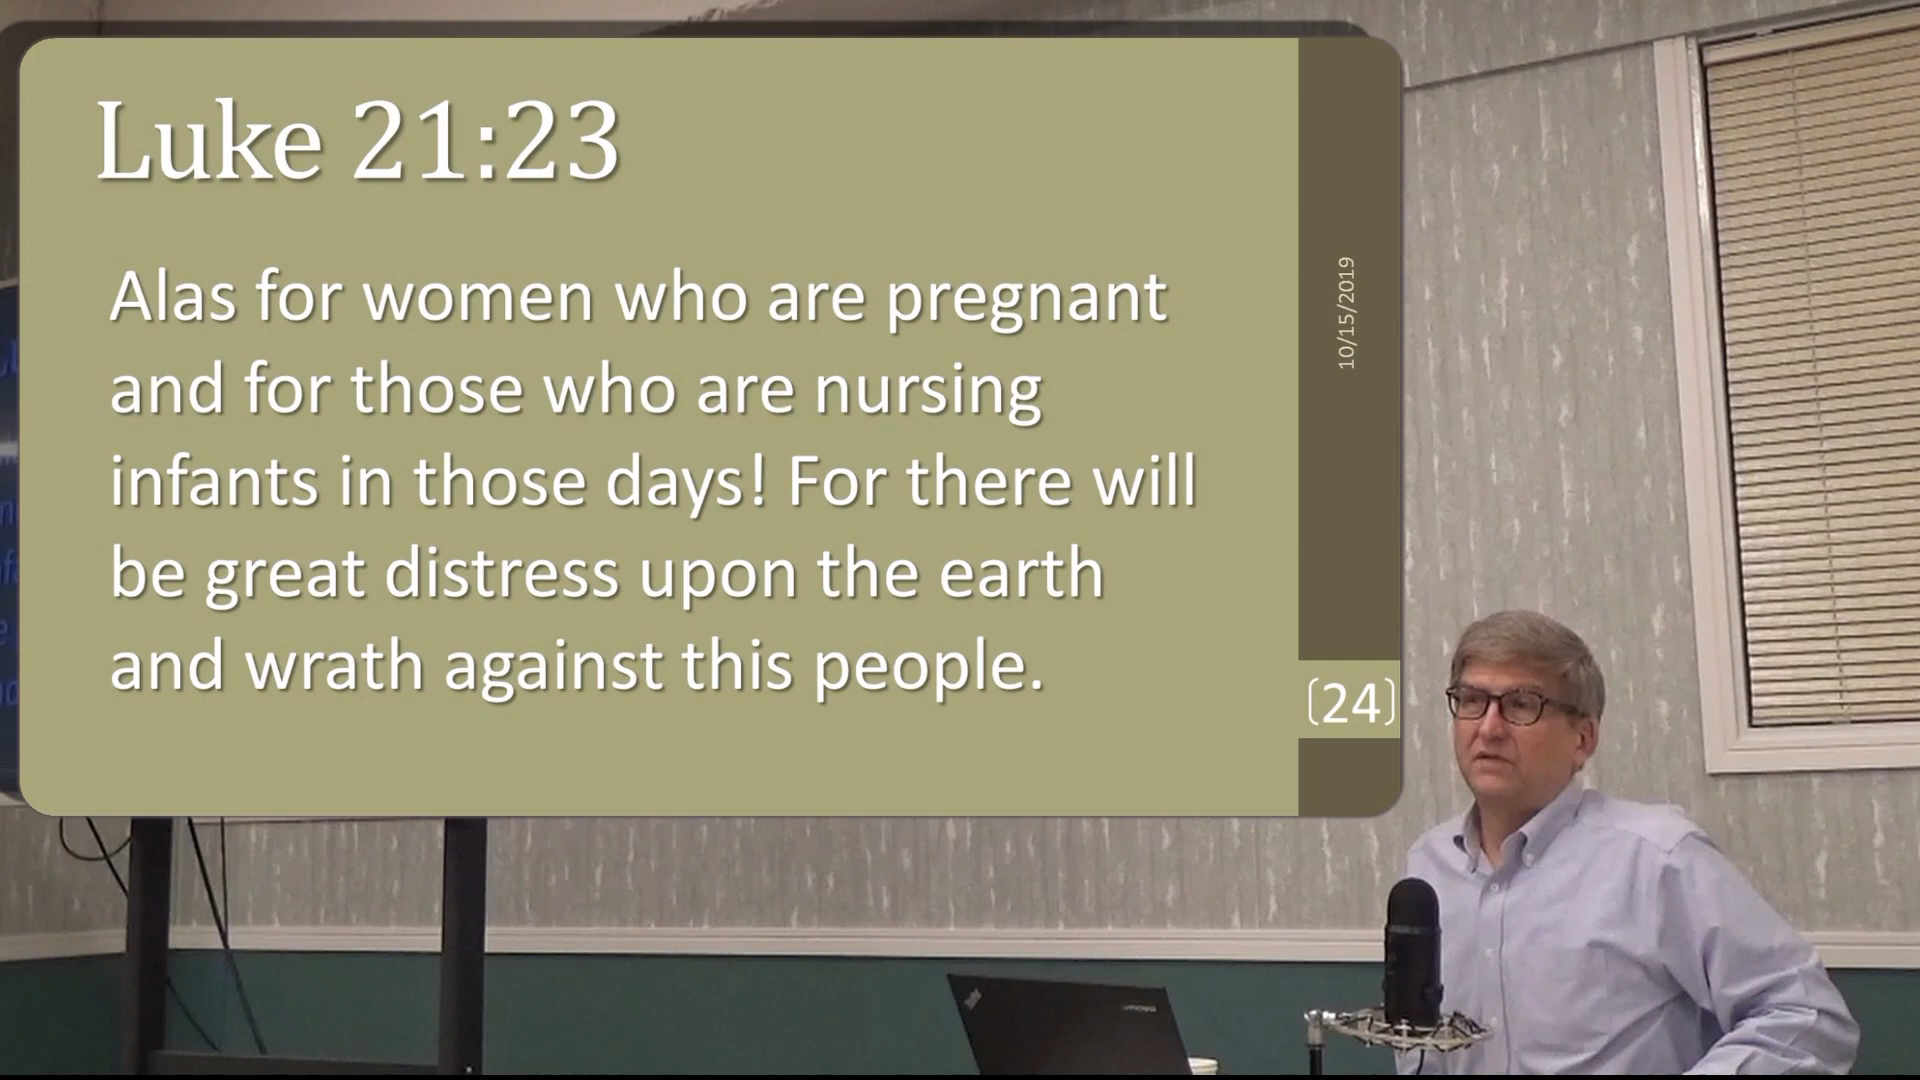 Luke 21:23
Alas for women who are pregnant
and for those who are nursing
infants in those days! For there will
be great distress upon the earth
and wrath against this people.
10/15/2019
(24)
lenovo